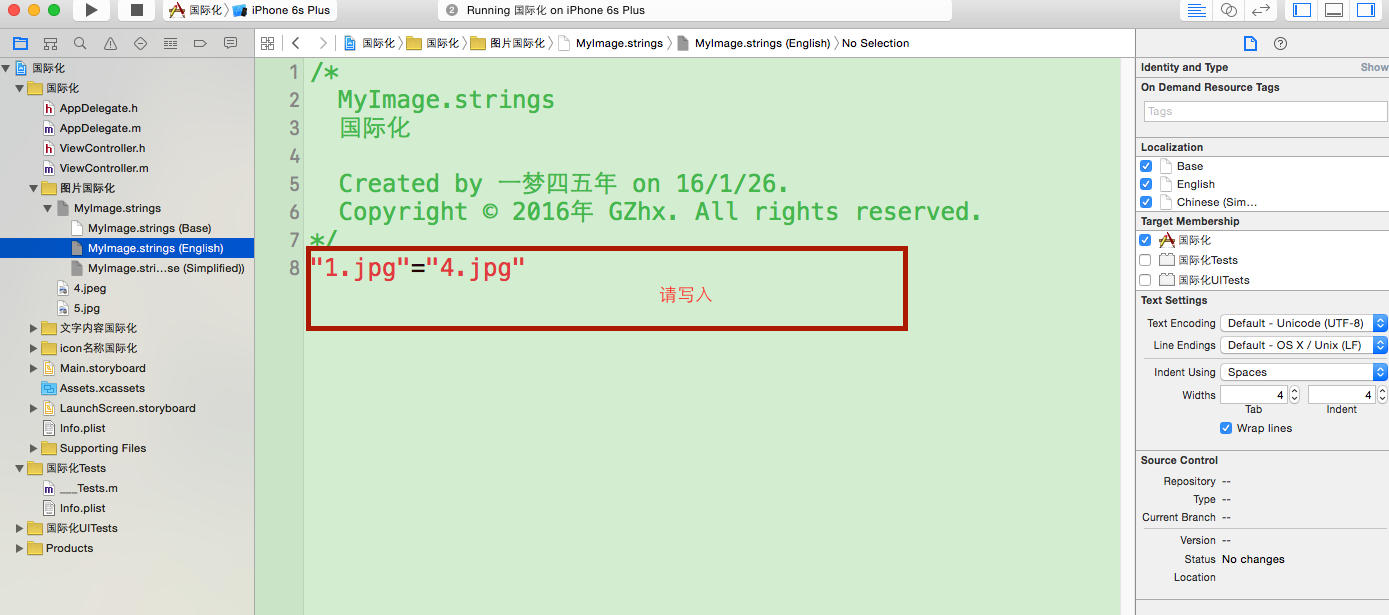 国际化 〉 iPhone 6s Plus
2 Running 国际化 on iPhone 6s Plus
国际化 〉 国际化 〉 图片国际化 〉 MyImage.strings 〉 MyImage.strings (English) 〉 No Selection
国际化
国际化
AppDelegate.h
AppDelegate.m
ViewController.h
ViewController.m
图片国际化
MyImage.strings
MyImage.strings (Base)
MyImage.strings (English)
MyImage.stri...se (Simplified))
4.jpeg
5.jpg
文字内容国际化
icon名称国际化
Main.storyboard
Assets.xcassets
LaunchScreen.storyboard
Info.plist
Supporting Files
国际化Tests
___Tests.m
Info.plist
国际化UITests
Products
1 /*
2 MyImage.strings
3 国际化
4
5 Created by 一梦四五年 on 16/1/26.
6 Copyright © 2016年 GZhx. All rights reserved.
7 */
8 "1.jpg"="4.jpg"
请写入
Identity and Type Show
On Demand Resource Tags
Tags
Localization
Base
English
Chinese (Sim...
Target Membership
国际化
国际化Tests
国际化UITests
Text Settings
Text Encoding Default - Unicode (UTF-8)
Line Endings Default - OS X / Unix (LF)
Indent Using Spaces
Widths 4 4
Tab Indent
Wrap lines
Source Control
Repository --
Type --
Current Branch --
Version --
Status No changes
Location